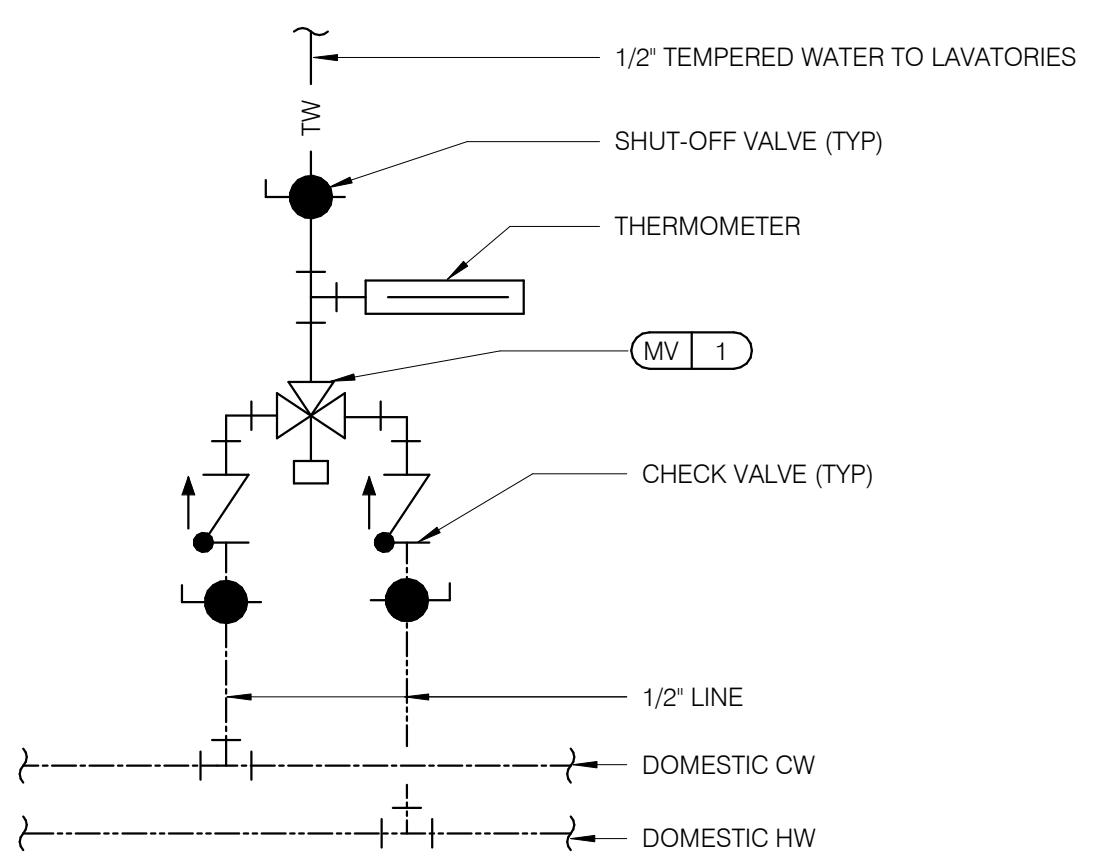 1/2" TEMPERED WATER TO LAVATORIES
TW
SHUT-OFF VALVE (TYP)
THERMOMETER
MV 1
CHECK VALVE (TYP)
1/2" LINE
DOMESTIC CW
DOMESTIC HW